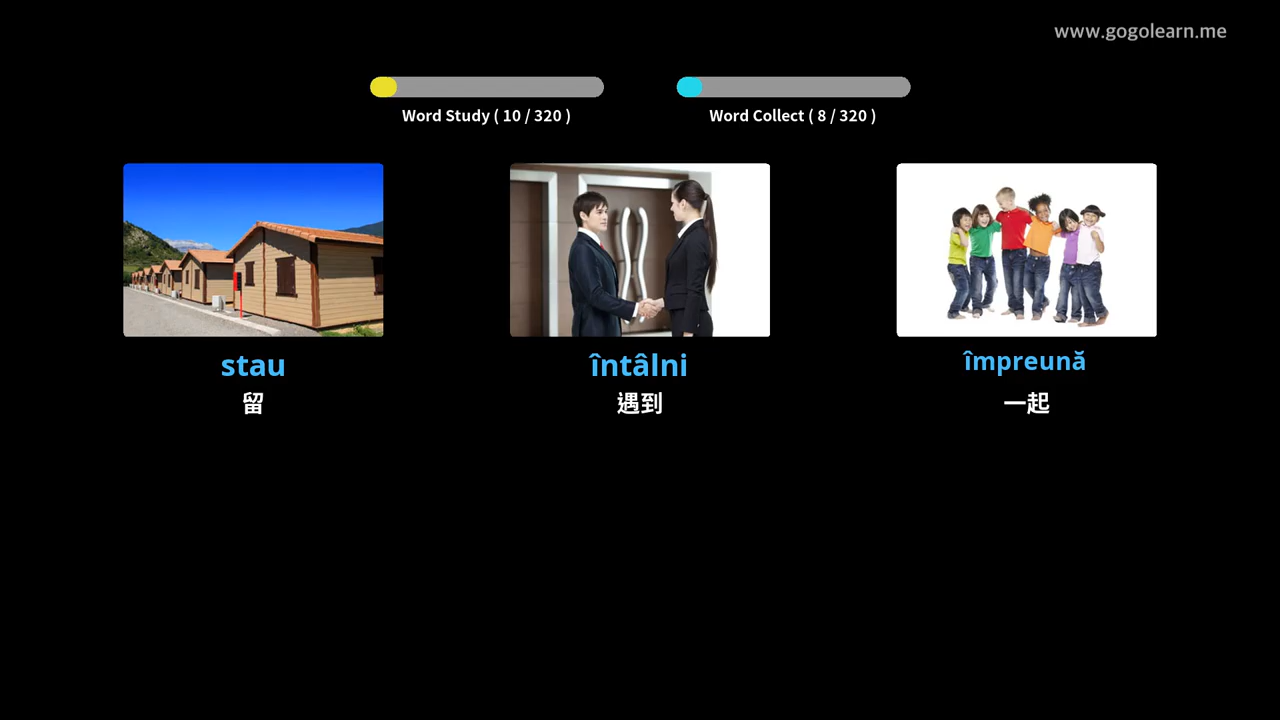 www.gogolearn.me
Word Study ( 10 / 320 )
Word Collect ( 8 / 320 )
stau
întâlni
împreună
留
遇到
一起